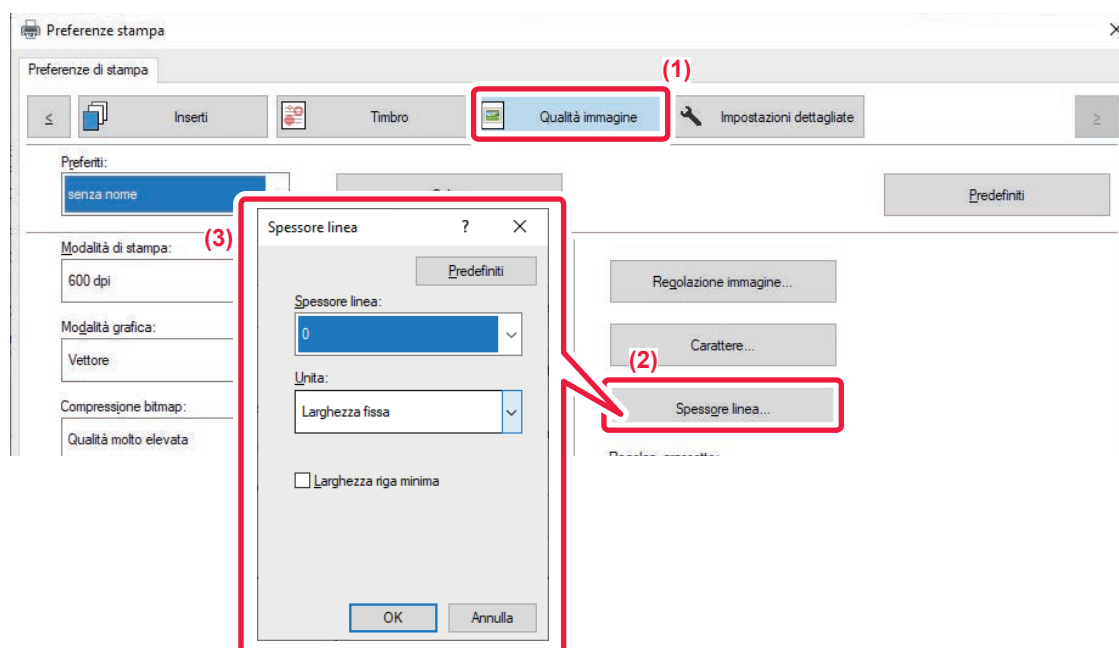 Preferenze stampa
Preferenze di stampa
(1)
< Inserti Timbro Qualità immagine Impostazioni dettagliate >
Preferiti:
senza nome
Predefiniti
(3)
Spessore linea ? ×
Predefiniti
Modalità di stampa:
600 dpi
Spessore linea:
0
Regolazione immagine...
Modalità grafica:
Vettore
Carattere...
(2)
Unita:
Larghezza fissa
Compressione bitmap:
Spessore linea...
Qualità molto elevata
Larghezza riga minima
OK Annulla